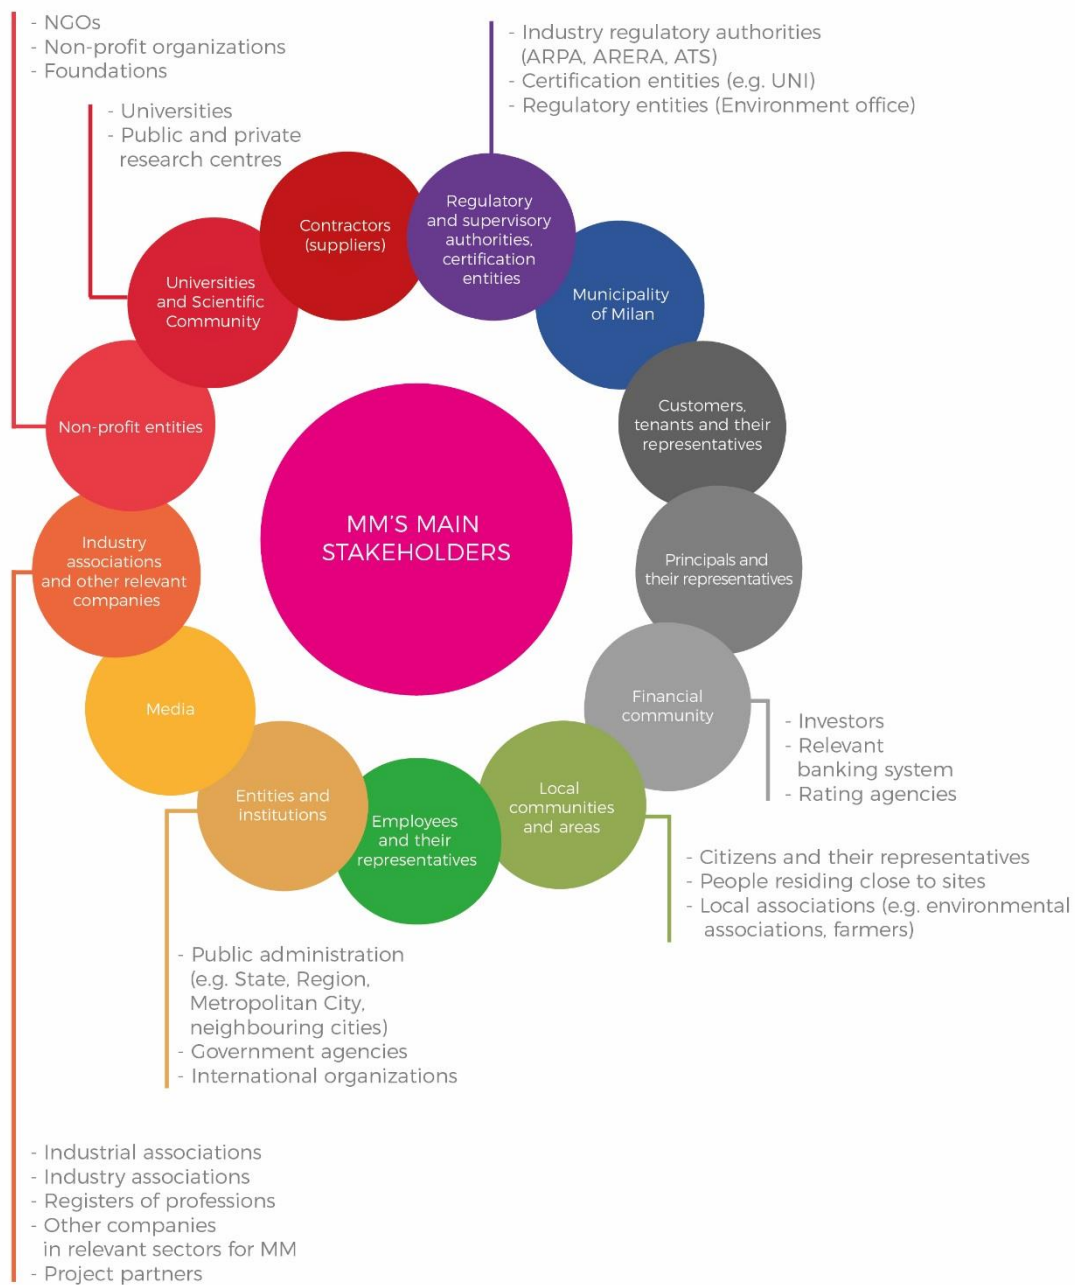 - NGOs
- Non-profit organizations
- Foundations
- Universities
- Public and private
research centres
- Industry regulatory authorities
(ARPA, ARERA, ATS)
- Certification entities (e.g. UNI)
- Regulatory entities (Environment office)
Contractors
(suppliers)
Regulatory
and supervisory
authorities,
certification
entities
Universities
and Scientific
Community
Municipality
of Milan
Non-profit entities
Customers,
tenants and their
representatives
MM'S MAIN
STAKEHOLDERS
Industry
associations
and other relevant
companies
Principals and
their representatives
Media
Financial
community
- Investors
- Relevant
banking system
- Rating agencies
Entities and
institutions
Employees
and their
representatives
Local
communities
and areas
- Citizens and their representatives
- People residing close to sites
- Local associations (e.g. environmental
associations, farmers)
- Public administration
(e.g. State, Region,
Metropolitan City,
neighbouring cities)
- Government agencies
- International organizations
- Industrial associations
- Industry associations
- Registers of professions
- Other companies
in relevant sectors for MM
- Project partners